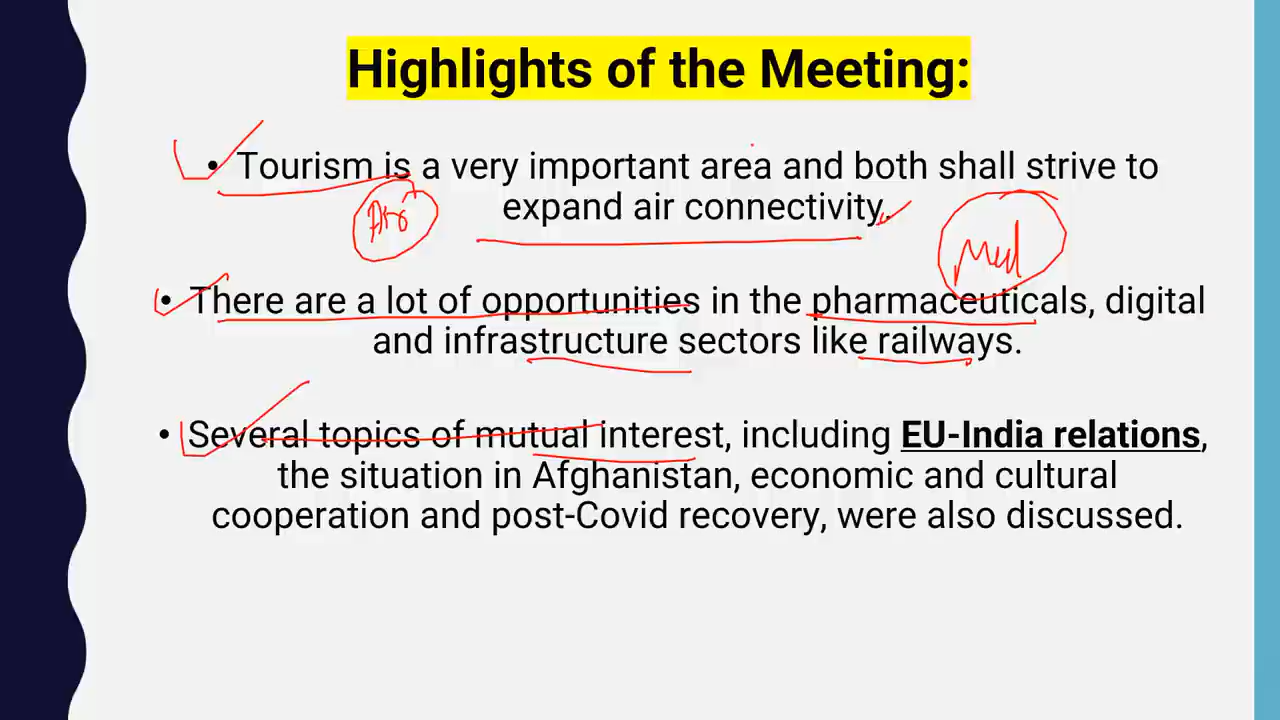 Highlights of the Meeting:
• Tourism is a very important area and both shall strive to
expand air connectivity.
• There are a lot of opportunities in the pharmaceuticals, digital
and infrastructure sectors like railways.
• Several topics of mutual interest, including EU-India relations,
the situation in Afghanistan, economic and cultural
cooperation and post-Covid recovery, were also discussed.